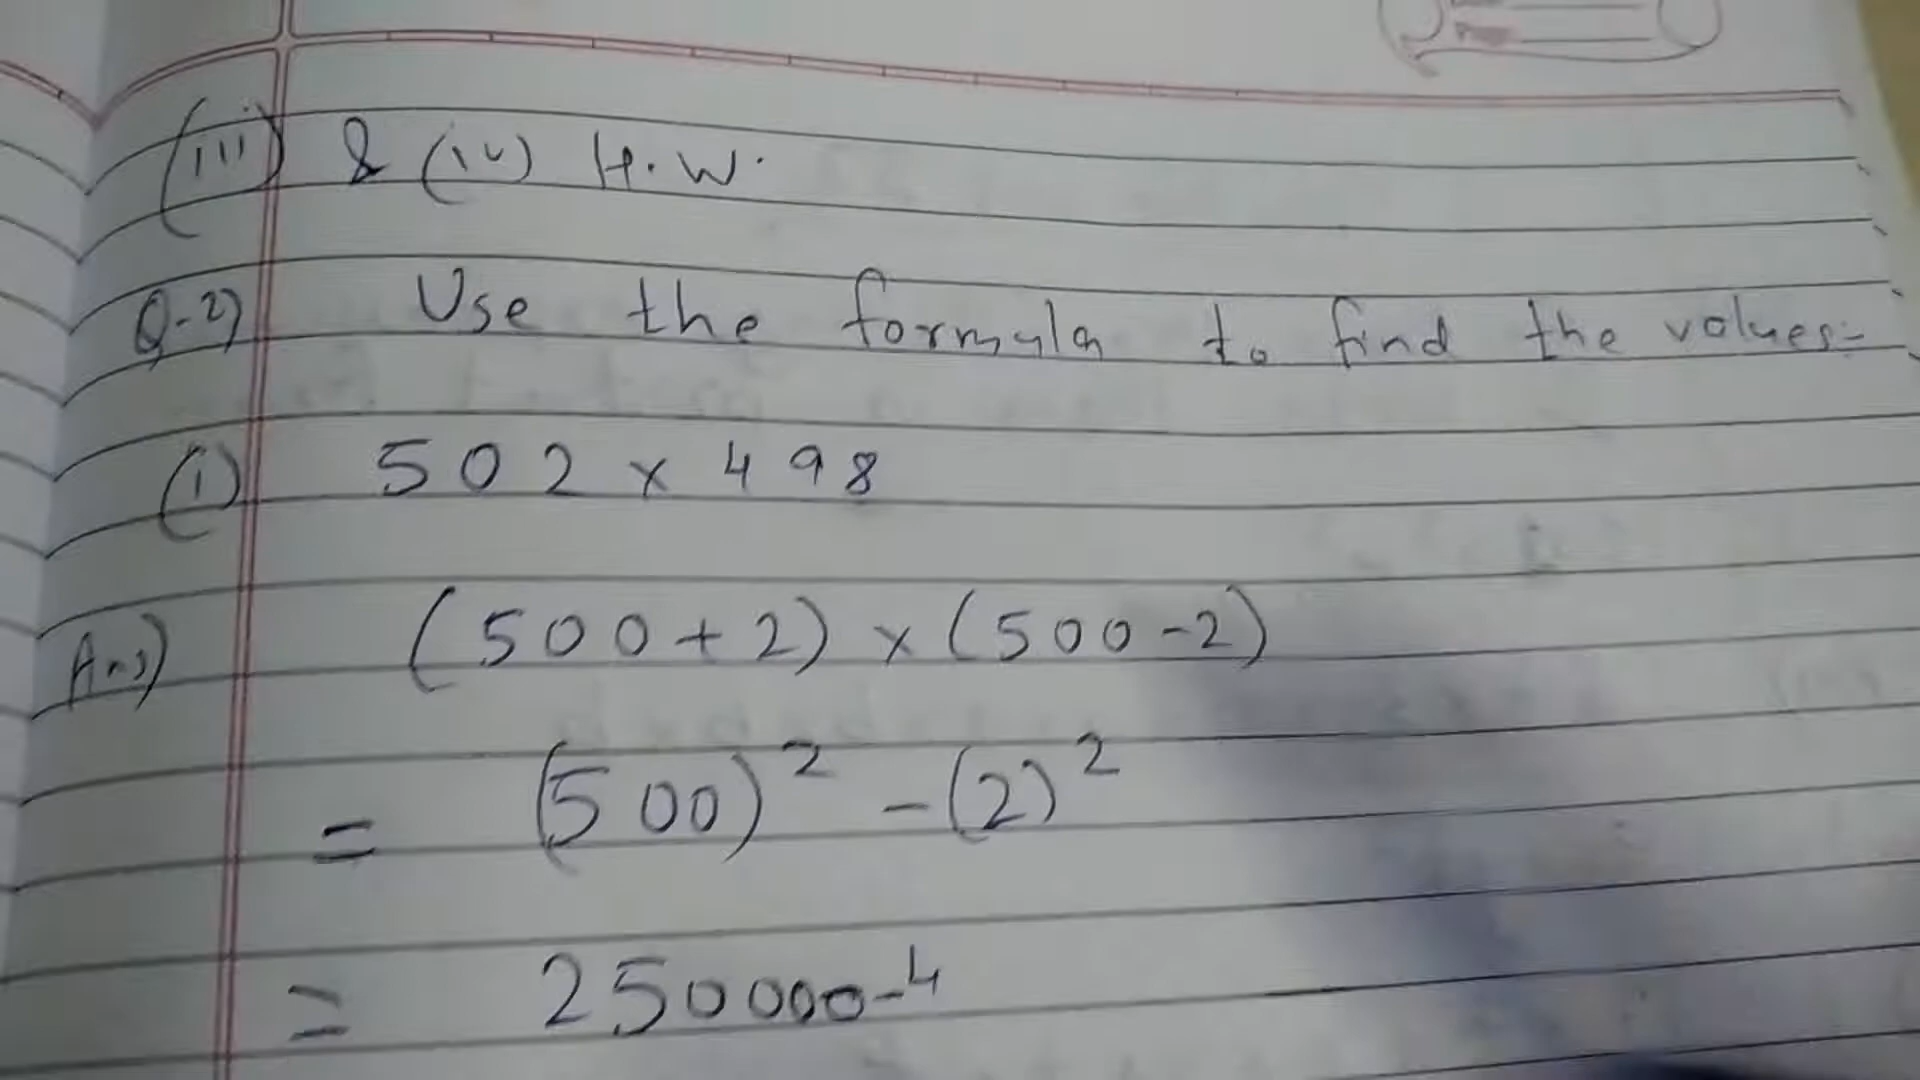 (iii) & (iv) H.W.
Q-2) Use the formula to find the values:-
(i) 502 x 498
Ans) (500+2) x (500-2)
= (500)² - (2)²
= 250000-4